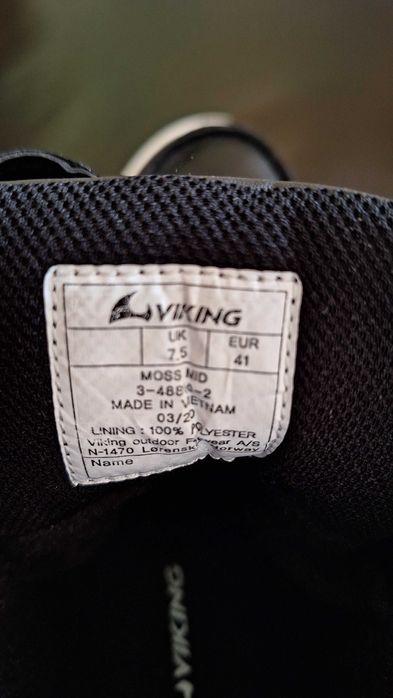 VIKING
UK EUR
7.5 41
MOSS MID
MADE IN VIETNAM
LINING : 100% POLYESTER
Viking outdoor A/S
N-1470 Norway
Name
VIKING